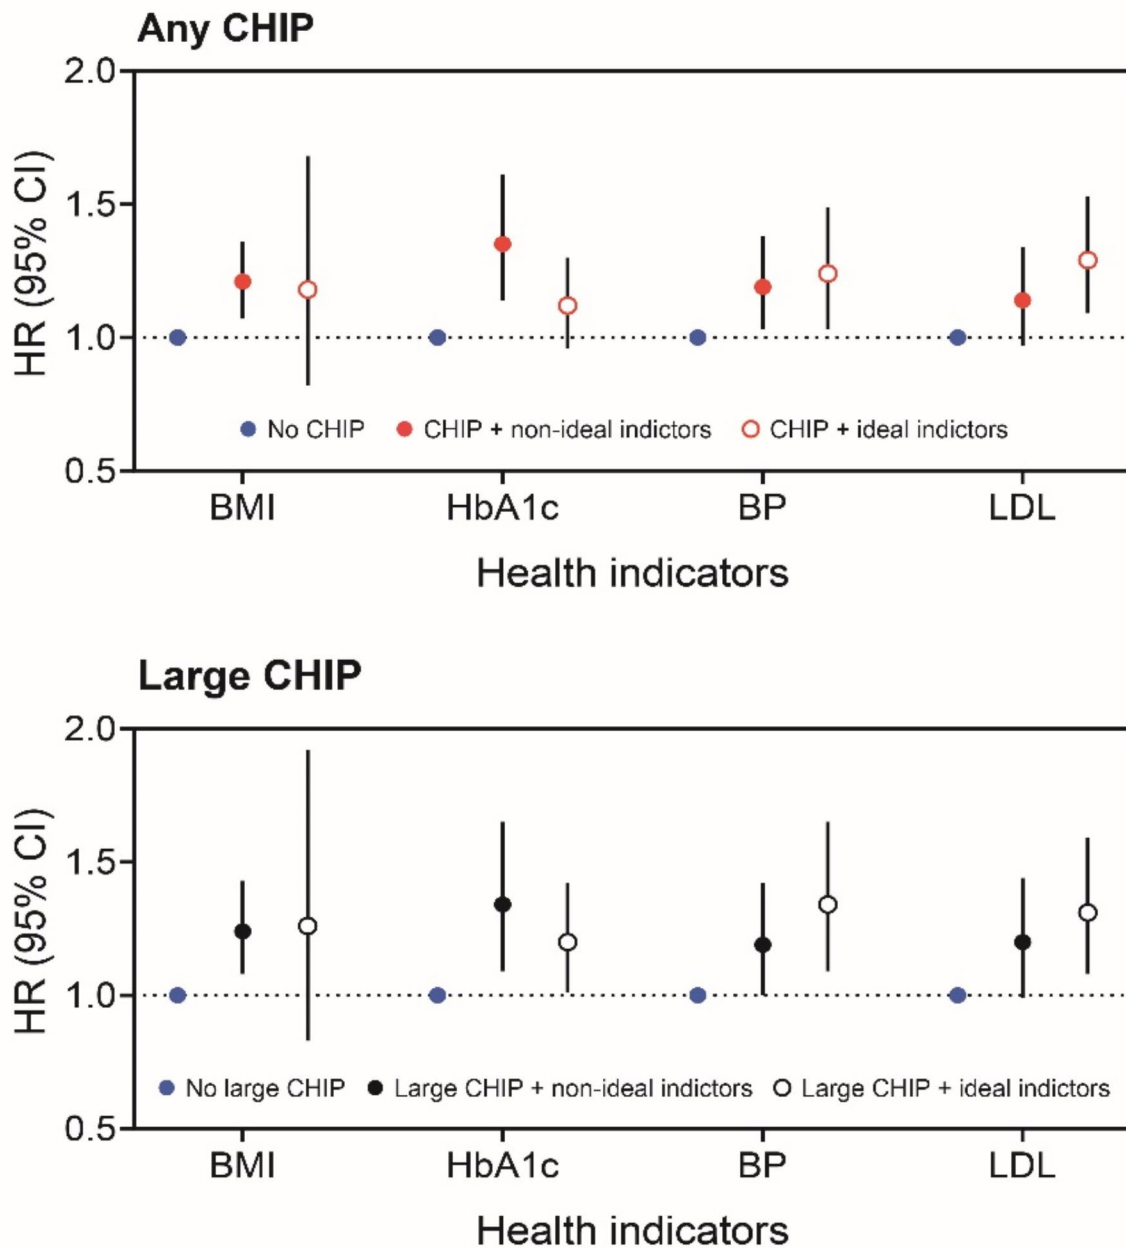 Any CHIP
2.0
1.5
1.0
0.5
HR (95% CI)
No CHIP CHIP + non-ideal indictors CHIP + ideal indictors
BMI HbA1c BP LDL
Health indicators
Large CHIP
2.0
1.5
1.0
0.5
HR (95% CI)
No large CHIP Large CHIP + non-ideal indictors Large CHIP + ideal indictors
BMI HbA1c BP LDL
Health indicators